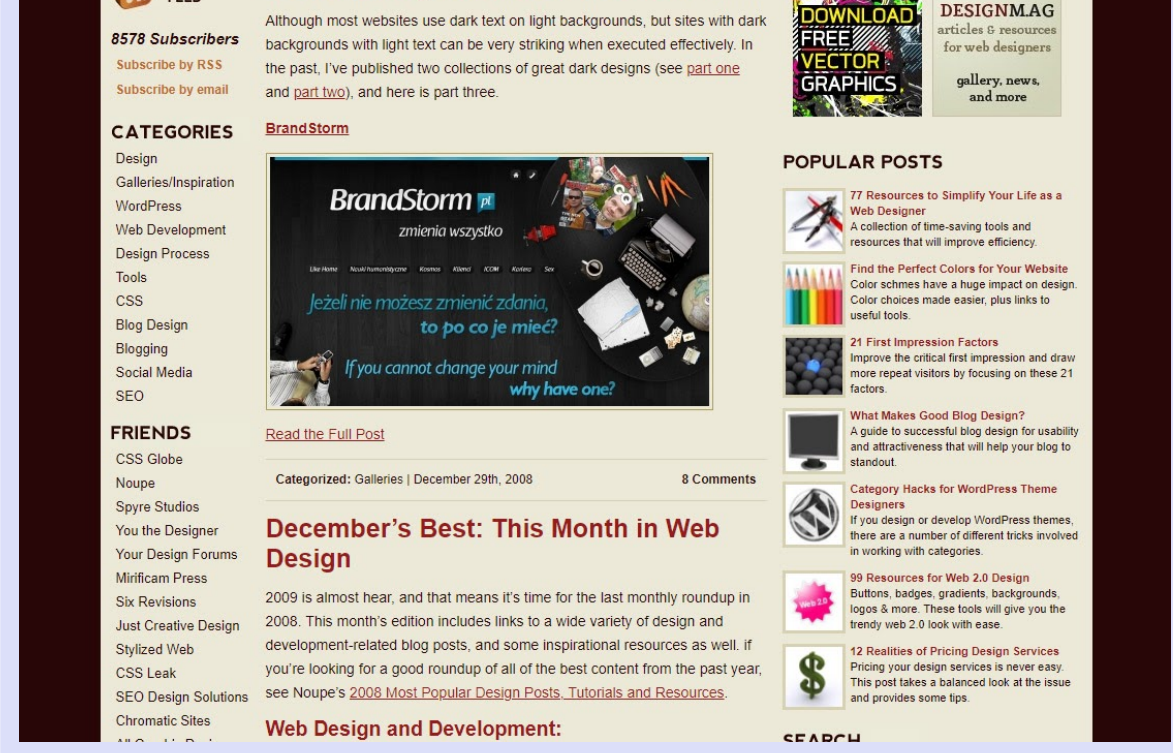 8578 Subscribers
Subscribe by RSS
Subscribe by email
CATEGORIES
Design
Galleries/Inspiration
WordPress
Web Development
Design Process
Tools
CSS
Blog Design
Blogging
Social Media
SEO
FRIENDS
CSS Globe
Noupe
Spyre Studios
You the Designer
Your Design Forums
Mirificam Press
Six Revisions
Just Creative Design
Stylized Web
CSS Leak
SEO Design Solutions
Chromatic Sites
Although most websites use dark text on light backgrounds, but sites with dark
backgrounds with light text can be very striking when executed effectively. In
the past, I've published two collections of great dark designs (see part one
and part two), and here is part three.
BrandStorm
BrandStorm pl
zmienia wszystko
GQ
Like Home Nauki humanistyczne Kosmos Klienci ICOM Kariera Sex
Jeżeli nie możesz zmienić zdania,
to po co je mieć?
If you cannot change your mind
why have one?
Read the Full Post
Categorized: Galleries | December 29th, 2008 8 Comments
December's Best: This Month in Web
Design
2009 is almost hear, and that means it's time for the last monthly roundup in
2008. This month's edition includes links to a wide variety of design and
development-related blog posts, and some inspirational resources as well. if
you're looking for a good roundup of all of the best content from the past year,
see Noupe's 2008 Most Popular Design Posts, Tutorials and Resources.
Web Design and Development:
DOWNLOAD
FREE
VECTOR
GRAPHICS
DESIGNM.AG
articles & resources
for web designers
gallery, news,
and more
POPULAR POSTS
77 Resources to Simplify Your Life as a
Web Designer
A collection of time-saving tools and
resources that will improve efficiency.
Find the Perfect Colors for Your Website
Color schmes have a huge impact on design.
Color choices made easier, plus links to
useful tools.
21 First Impression Factors
Improve the critical first impression and draw
more repeat visitors by focusing on these 21
factors.
What Makes Good Blog Design?
A guide to successful blog design for usability
and attractiveness that will help your blog to
standout.
Category Hacks for WordPress Theme
Designers
If you design or develop WordPress themes,
there are a number of different tricks involved
in working with categories.
Web 2.0
99 Resources for Web 2.0 Design
Buttons, badges, gradients, backgrounds,
logos & more. These tools will give you the
trendy web 2.0 look with ease.
12 Realities of Pricing Design Services
Pricing your design services is never easy.
This post takes a balanced look at the issue
and provides some tips.
SEARCH